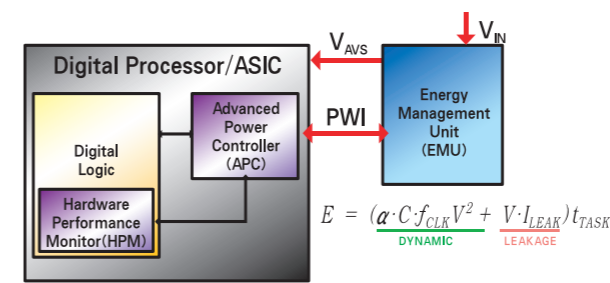 V_IN
V_AVS
Digital Processor/ASIC
Advanced
Power
Controller
(APC)
PWI
Energy
Management
Unit
(EMU)
Digital
Logic
Hardware
Performance
Monitor(HPM)
E = (α·C·f_CLK V² + V·I_LEAK) t_TASK
DYNAMIC
LEAKAGE